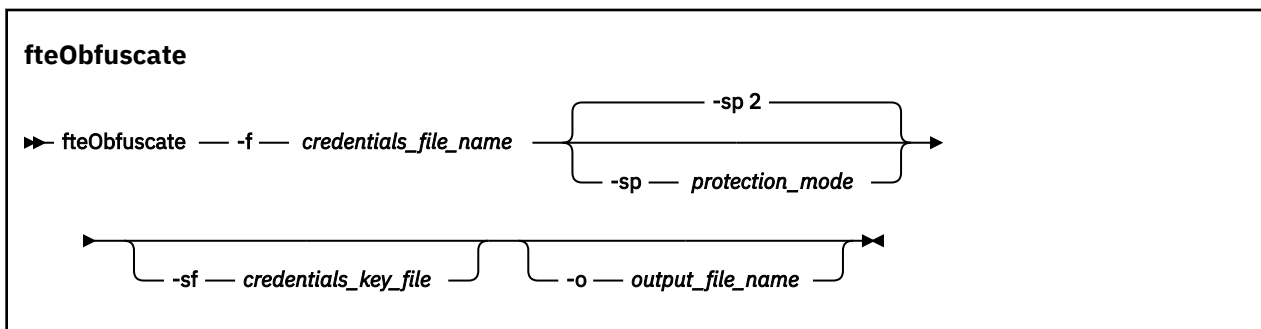 fteObfuscate
-sp 2
fteObfuscate -f credentials_file_name
-sp protection_mode
-sf credentials_key_file -o output_file_name